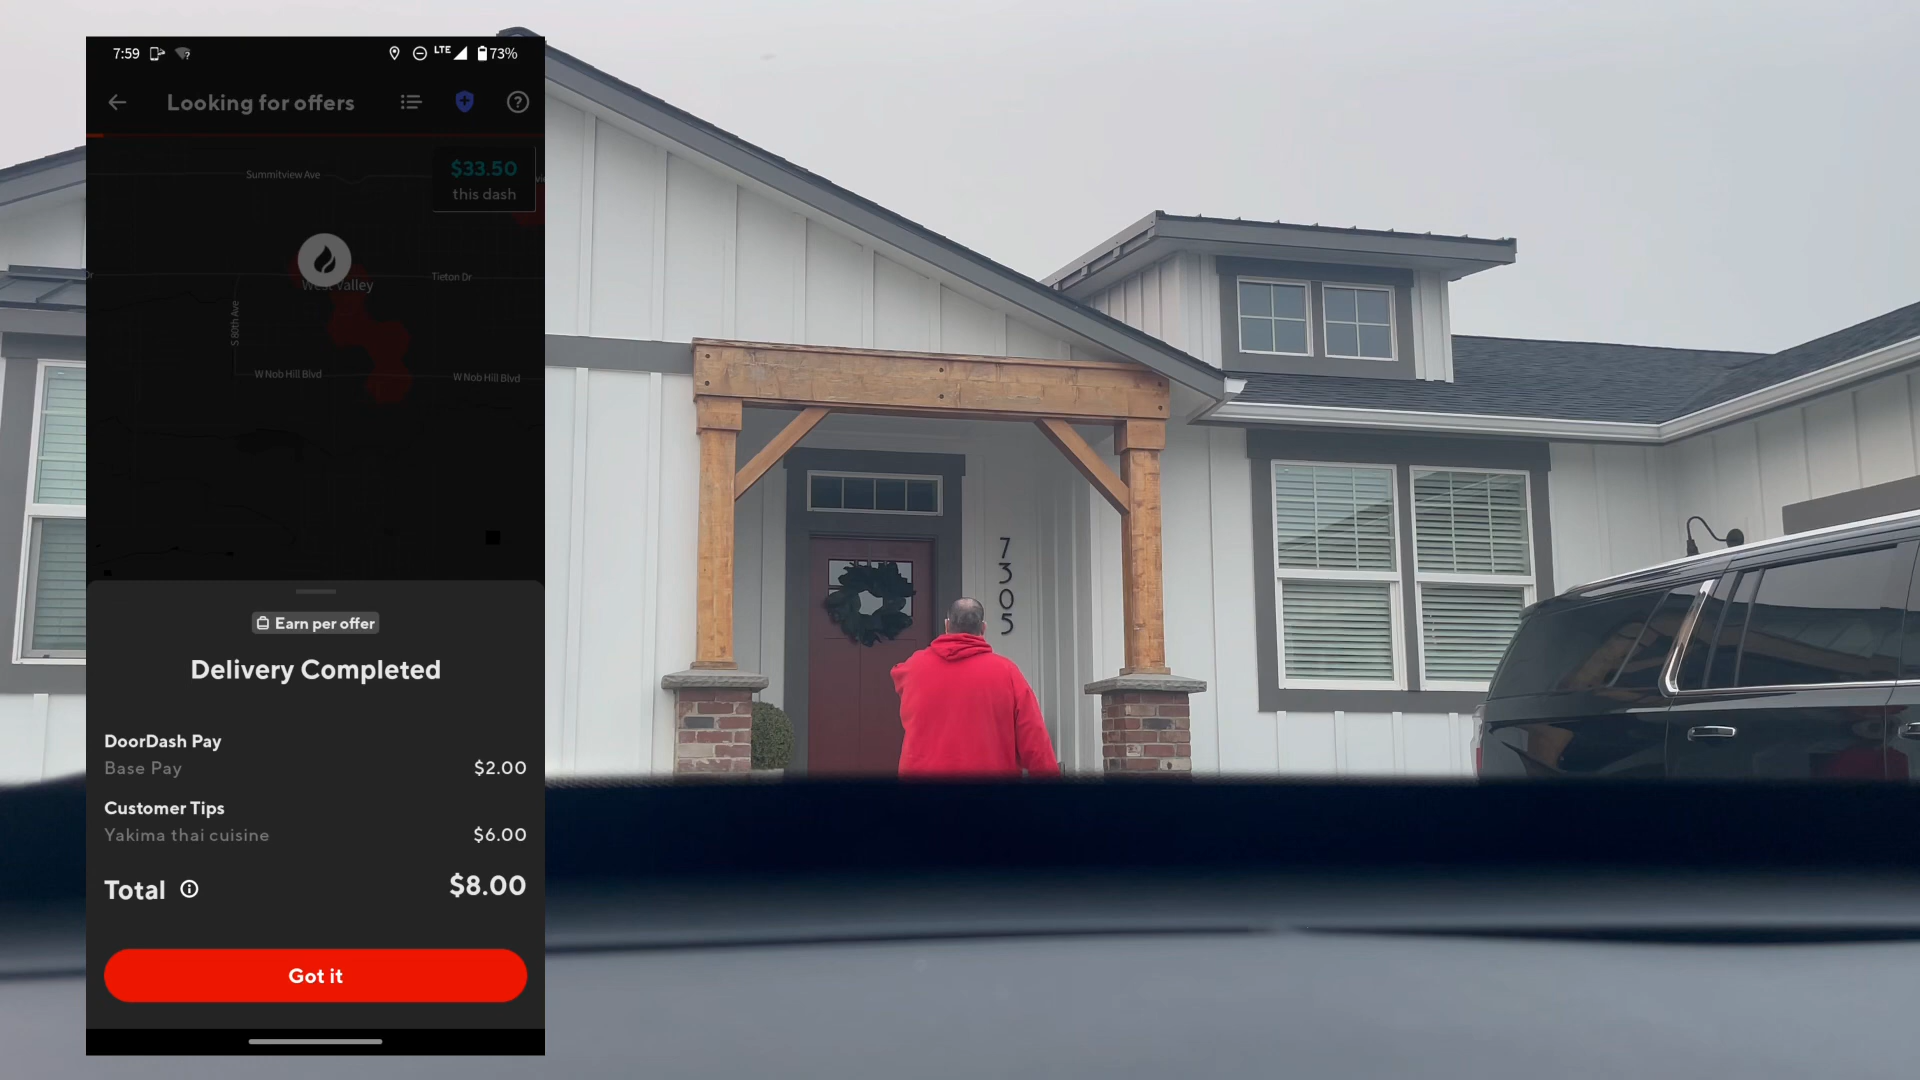 7:59
LTE
73%
Looking for offers
$33.50
this dash
Summitview Ave
West Valley
Tieton Dr
S 80th Ave
W Nob Hill Blvd
W Nob Hill Blvd
Earn per offer
Delivery Completed
DoorDash Pay
Base Pay
$2.00
Customer Tips
Yakima thai cuisine
$6.00
Total
$8.00
Got it
7305